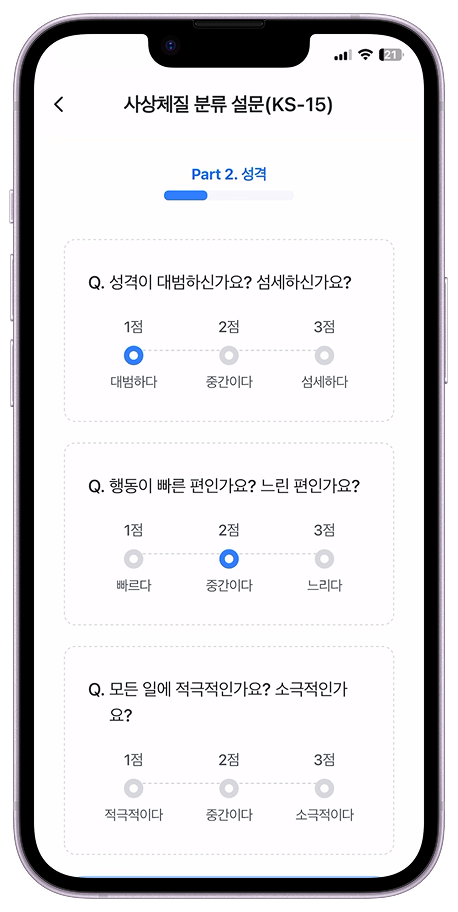 21
사상체질 분류 설문(KS-15)
Part 2. 성격
Q. 성격이 대범하신가요? 섬세하신가요?
1점 2점 3점
대범하다 중간이다 섬세하다
Q. 행동이 빠른 편인가요? 느린 편인가요?
1점 2점 3점
빠르다 중간이다 느리다
Q. 모든 일에 적극적인가요? 소극적인가
요?
1점 2점 3점
적극적이다 중간이다 소극적이다